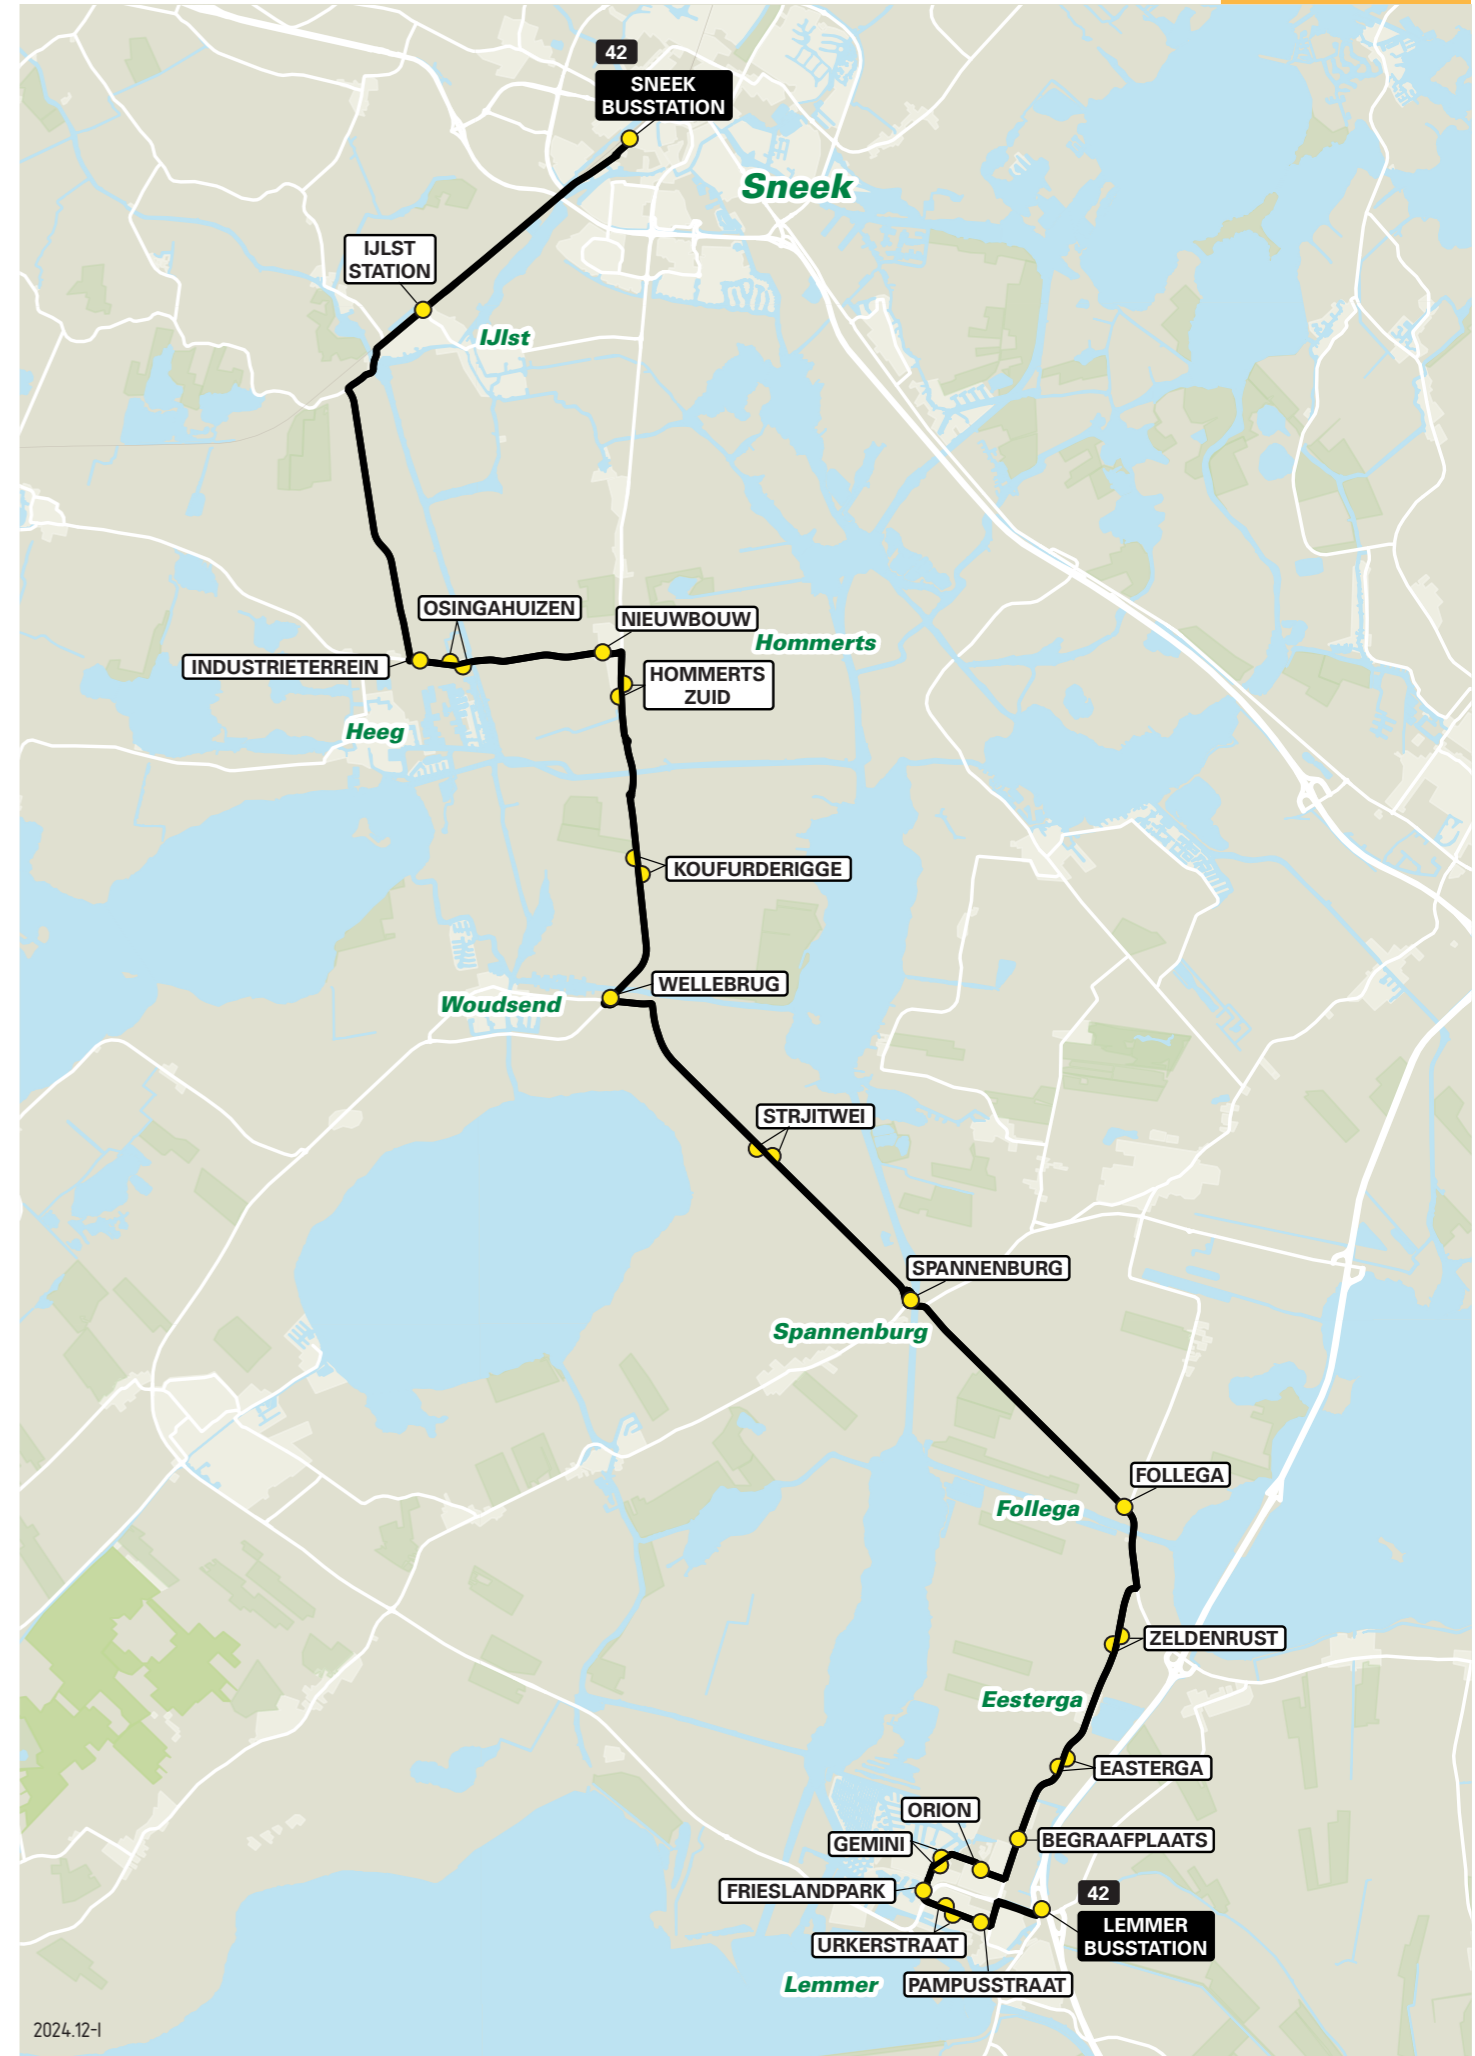 42
SNEEK
BUSSTATION
Sneek
IJLST
STATION
IJlst
OSINGAHUIZEN
NIEUWBOUW
Hommerts
INDUSTRIETERREIN
HOMMERTS
ZUID
Heeg
KOUFURDERIGGE
WELLEBRUG
Woudsend
STRJITWEI
SPANNENBURG
Spannenburg
FOLLEGA
Follega
ZELDENRUST
Eesterga
EASTERGA
ORION
GEMINI
BEGRAAFPLAATS
FRIESLANDPARK
42
LEMMER
BUSSTATION
URKERSTRAAT
Lemmer
PAMPUSSTRAAT
2024.12-I